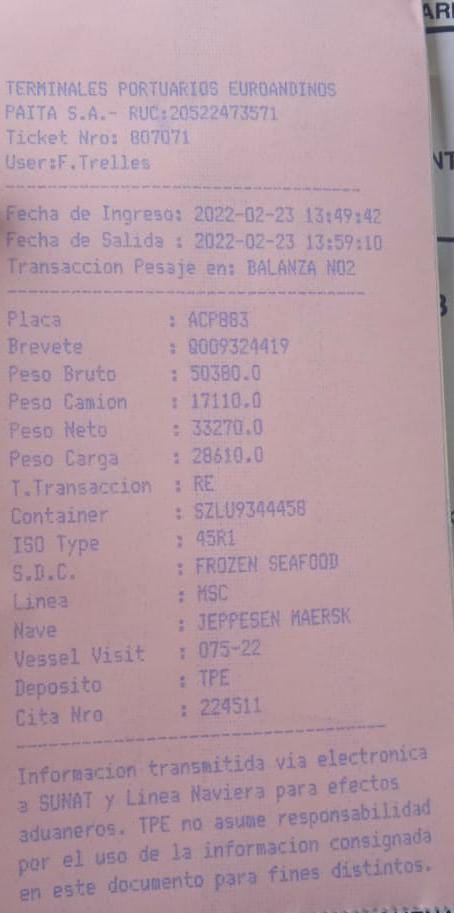 TERMINALES PORTUARIOS EUROANDINOS
PAITA S.A.- RUC:20522473571
Ticket Nro: 807071
User:F.Trelles
Fecha de Ingreso: 2022-02-23 13:49:42
Fecha de Salida : 2022-02-23 13:59:10
Transaccion Pesaje en: BALANZA NO2
Placa : ACP883
Brevete : Q009324419
Peso Bruto : 50380.0
Peso Camion : 17110.0
Peso Neto : 33270.0
Peso Carga : 28610.0
T.Transaccion : RE
Container : SZLU9344458
ISO Type : 45R1
S.D.C. : FROZEN SEAFOOD
Linea : MSC
Nave : JEPPESEN MAERSK
Vessel Visit : 075-22
Deposito : TPE
Cita Nro : 224511
Informacion transmitida via electronica
a SUNAT y Linea Naviera para efectos
aduaneros. TPE no asume responsabilidad
por el uso de la informacion consignada
en este documento para fines distintos.